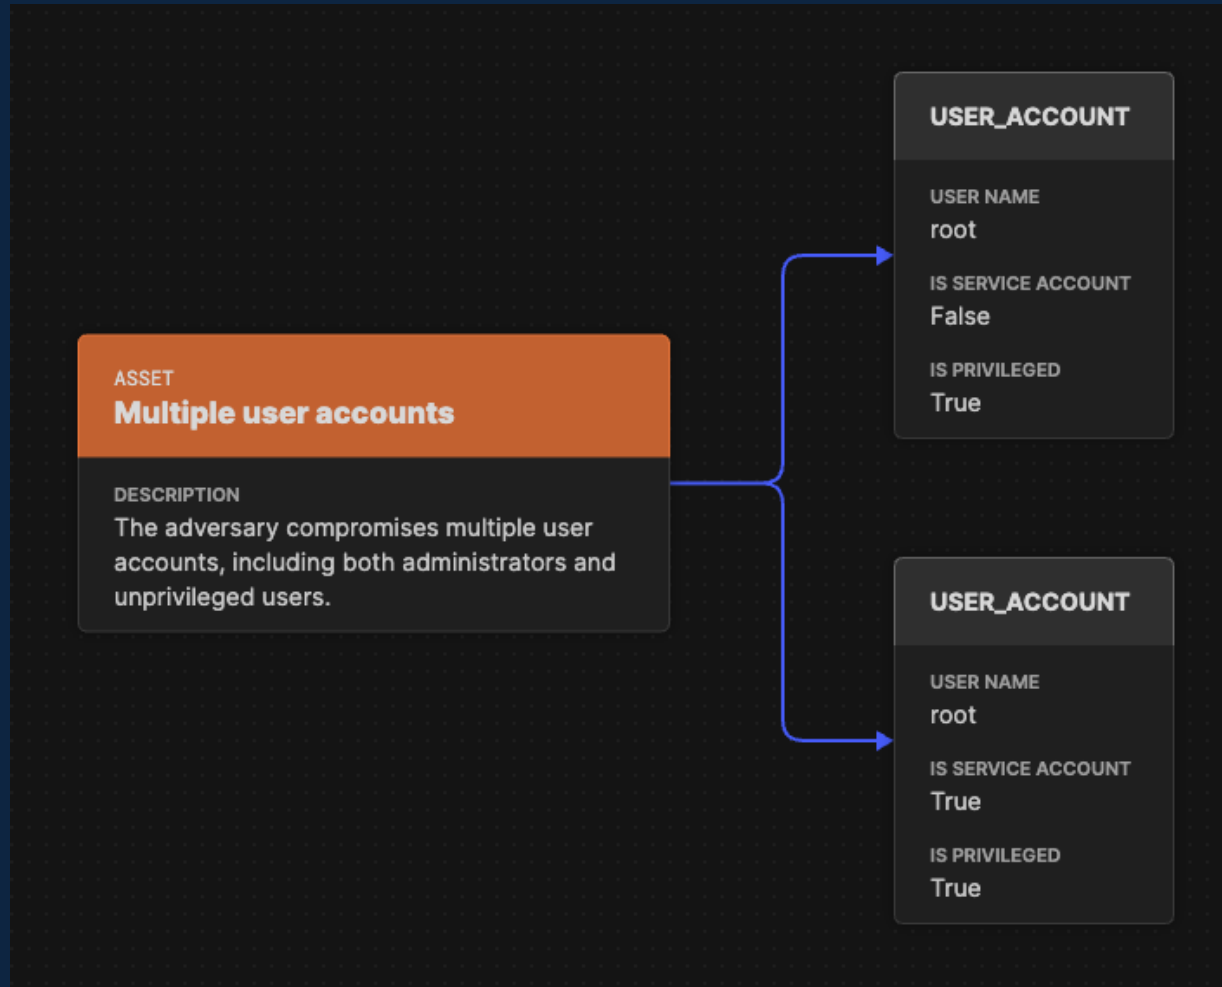 ASSET
Multiple user accounts
DESCRIPTION
The adversary compromises multiple user
accounts, including both administrators and
unprivileged users.
USER_ACCOUNT
USER NAME
root
IS SERVICE ACCOUNT
False
IS PRIVILEGED
True
USER_ACCOUNT
USER NAME
root
IS SERVICE ACCOUNT
True
IS PRIVILEGED
True